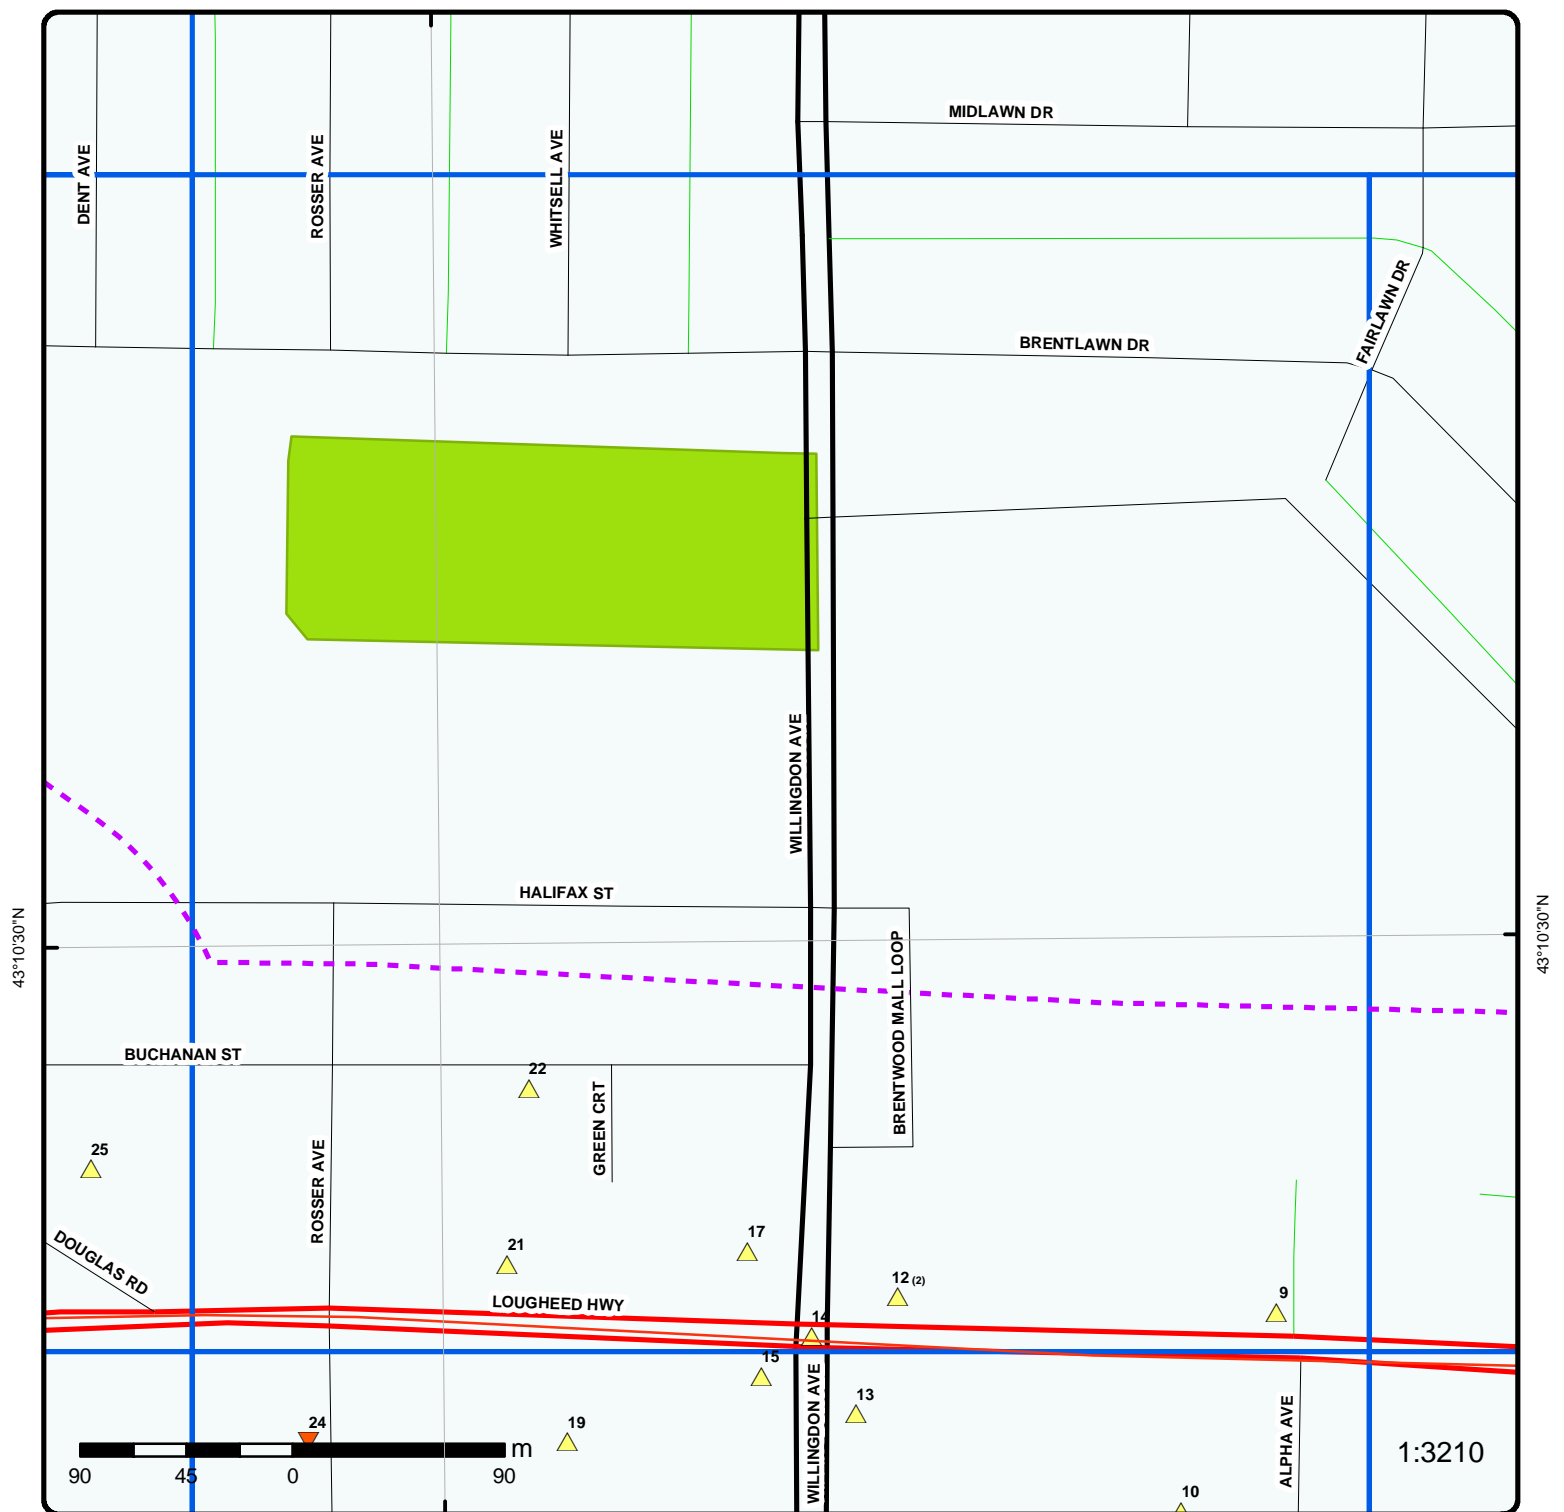 MIDLAWN DR
DENT AVE
ROSSER AVE
WHITSELL AVE
FAIRLAWN DR
BRENTLAWN DR
WILLINGDON AVE
HALIFAX ST
43°10'30"N
43°10'30"N
BRENTWOOD MALL LOOP
BUCHANAN ST
22
GREEN CRT
25
ROSSER AVE
DOUGLAS RD
21
17
12 (2)
9
LOUGHEED HWY
14
15
13
WILLINGDON AVE
ALPHA AVE
24
19
m
1:3210
90 45 0 90
10